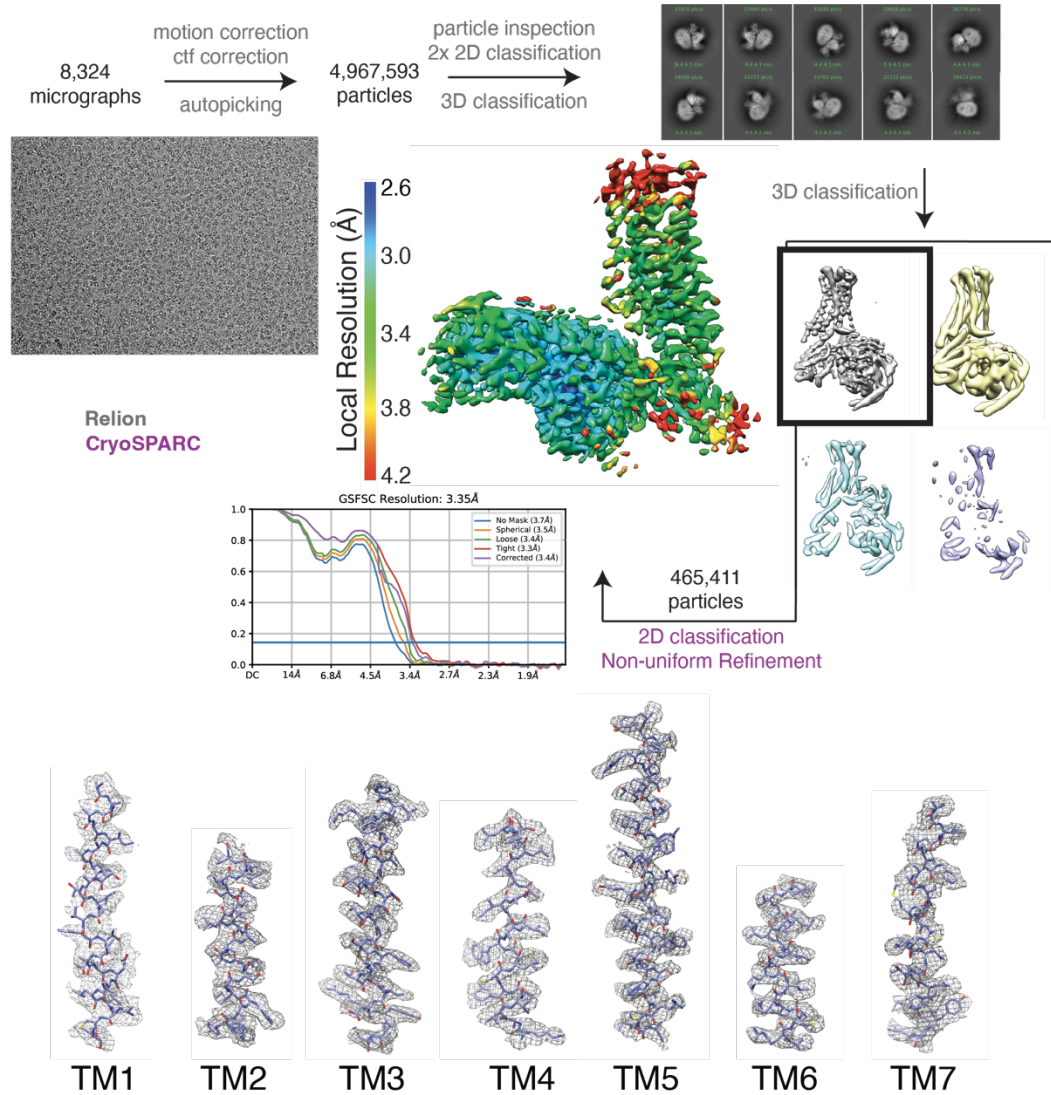 8,324
micrographs
motion correction
ctf correction
autopicking
4,967,593
particles
particle inspection
2x 2D classification
3D classification
3D classification
Local Resolution (Å)
2.6
3.0
3.4
3.8
4.2
Relion
CryoSPARC
GSFSC Resolution: 3.35Å
1.0
0.8
0.6
0.4
0.2
0.0
No Mask (3.7Å)
Spherical (3.5Å)
Loose (3.4Å)
Tight (3.3Å)
Corrected (3.4Å)
DC 14Å 6.8Å 4.5Å 3.4Å 2.7Å 2.3Å 1.9Å
465,411
particles
2D classification
Non-uniform Refinement
TM1 TM2 TM3 TM4 TM5 TM6 TM7